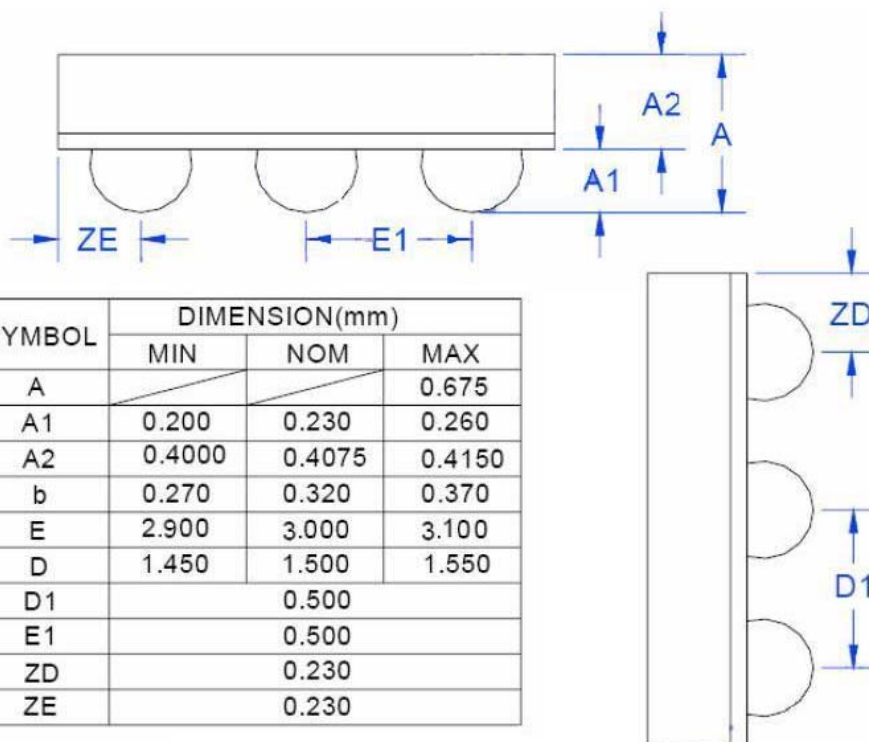 A2
A
A1
ZE
E1
YMBOL DIMENSION(mm)
MIN NOM MAX
A 0.675
A1 0.200 0.230 0.260
A2 0.4000 0.4075 0.4150
b 0.270 0.320 0.370
E 2.900 3.000 3.100
D 1.450 1.500 1.550
D1 0.500
E1 0.500
ZD 0.230
ZE 0.230
ZD
D1